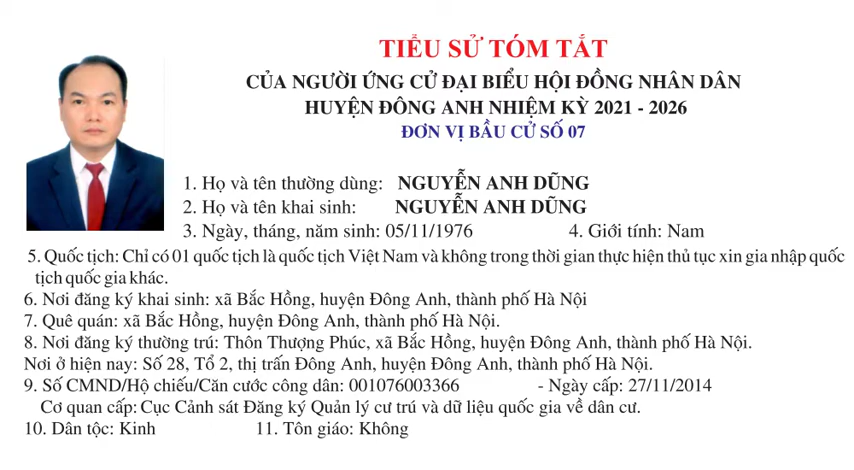 TIỂU SỬ TÓM TẮT
CỦA NGƯỜI ỨNG CỬ ĐẠI BIỂU HỘI ĐỒNG NHÂN DÂN
HUYỆN ĐÔNG ANH NHIỆM KỲ 2021 - 2026
ĐƠN VỊ BẦU CỬ SỐ 07
1. Họ và tên thường dùng: NGUYỄN ANH DŨNG
2. Họ và tên khai sinh: NGUYỄN ANH DŨNG
3. Ngày, tháng, năm sinh: 05/11/1976 4. Giới tính: Nam
5. Quốc tịch: Chỉ có 01 quốc tịch là quốc tịch Việt Nam và không trong thời gian thực hiện thủ tục xin gia nhập quốc
tịch quốc gia khác.
6. Nơi đăng ký khai sinh: xã Bắc Hồng, huyện Đông Anh, thành phố Hà Nội
7. Quê quán: xã Bắc Hồng, huyện Đông Anh, thành phố Hà Nội.
8. Nơi đăng ký thường trú: Thôn Thượng Phúc, xã Bắc Hồng, huyện Đông Anh, thành phố Hà Nội.
Nơi ở hiện nay: Số 28, Tổ 2, thị trấn Đông Anh, huyện Đông Anh, thành phố Hà Nội.
9. Số CMND/Hộ chiếu/Căn cước công dân: 001076003366 - Ngày cấp: 27/11/2014
Cơ quan cấp: Cục Cảnh sát Đăng ký Quản lý cư trú và dữ liệu quốc gia về dân cư.
10. Dân tộc: Kinh 11. Tôn giáo: Không